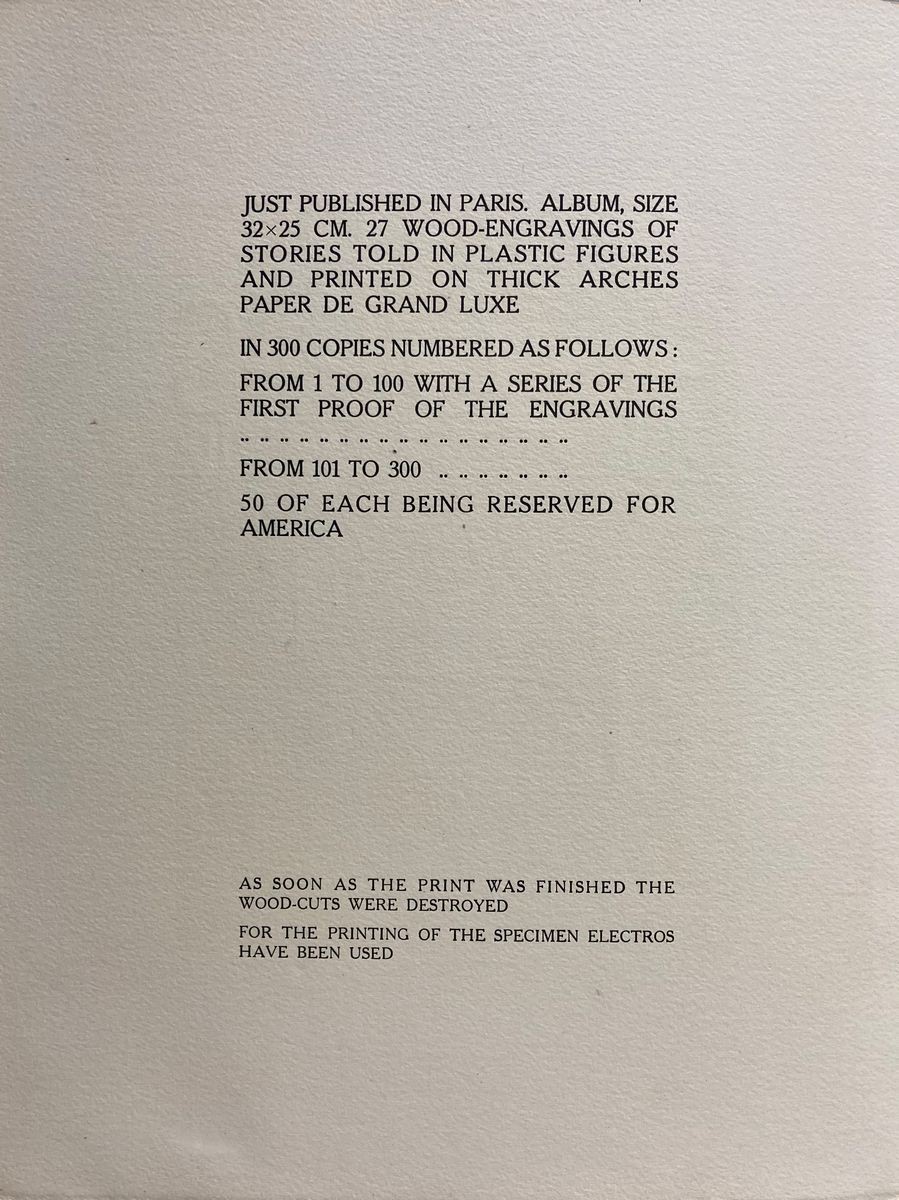 JUST PUBLISHED IN PARIS. ALBUM, SIZE
32×25 CM. 27 WOOD-ENGRAVINGS OF
STORIES TOLD IN PLASTIC FIGURES
AND PRINTED ON THICK ARCHES
PAPER DE GRAND LUXE
IN 300 COPIES NUMBERED AS FOLLOWS :
FROM 1 TO 100 WITH A SERIES OF THE
FIRST PROOF OF THE ENGRAVINGS
.. .. .. .. .. .. .. .. .. .. .. .. .. .. .. .. ..
FROM 101 TO 300 .. .. .. .. .. .. ..
50 OF EACH BEING RESERVED FOR
AMERICA
AS SOON AS THE PRINT WAS FINISHED THE
WOOD-CUTS WERE DESTROYED
FOR THE PRINTING OF THE SPECIMEN ELECTROS
HAVE BEEN USED